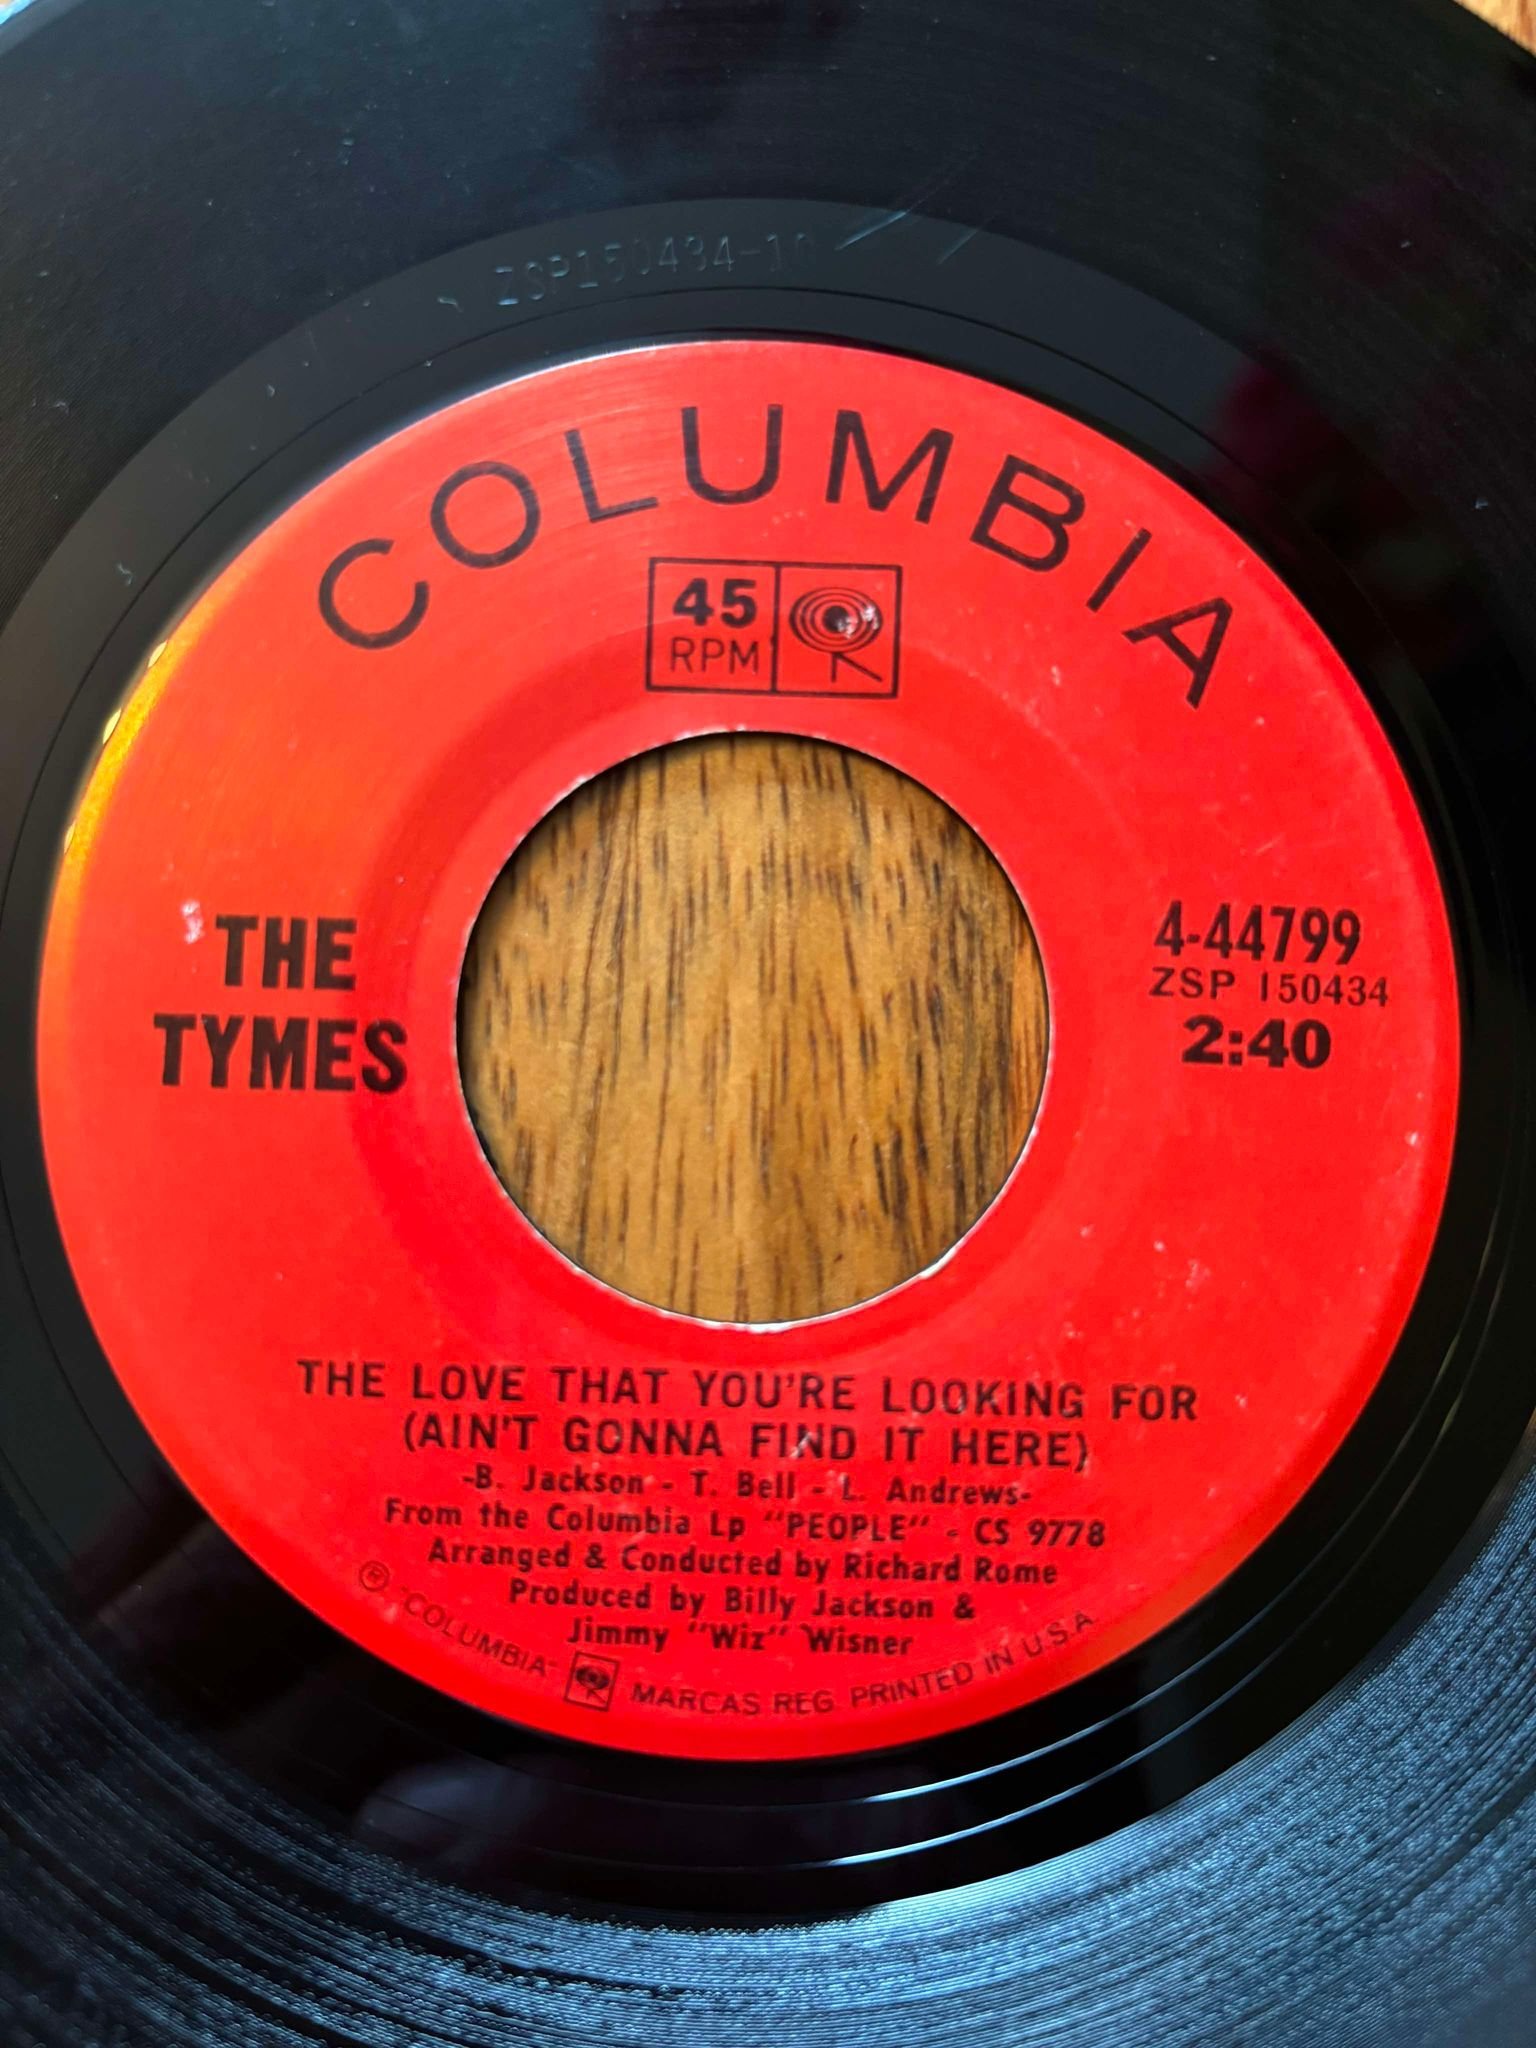 ZSP150434-1
COLUMBIA
45
RPM
THE
TYMES
4-44799
ZSP 150434
2:40
THE LOVE THAT YOU'RE LOOKING FOR
(AIN'T GONNA FIND IT HERE)
-B. Jackson - T. Bell - L. Andrews-
From the Columbia Lp "PEOPLE" - CS 9778
Arranged & Conducted by Richard Rome
Produced by Billy Jackson &
Jimmy "Wiz" Wisner
® "COLUMBIA" MARCAS REG PRINTED IN U.S.A.